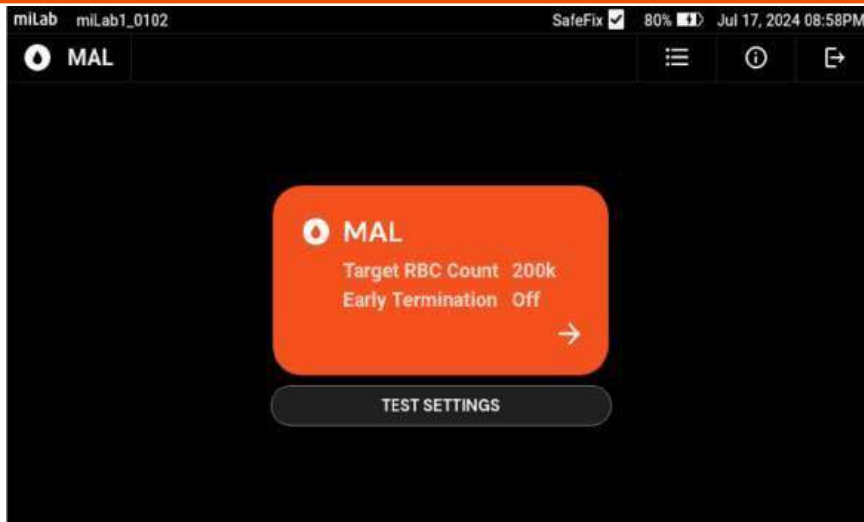 miLab miLab1_0102 SafeFix 80% Jul 17, 2024 08:58PM
MAL
MAL
Target RBC Count 200k
Early Termination Off
TEST SETTINGS